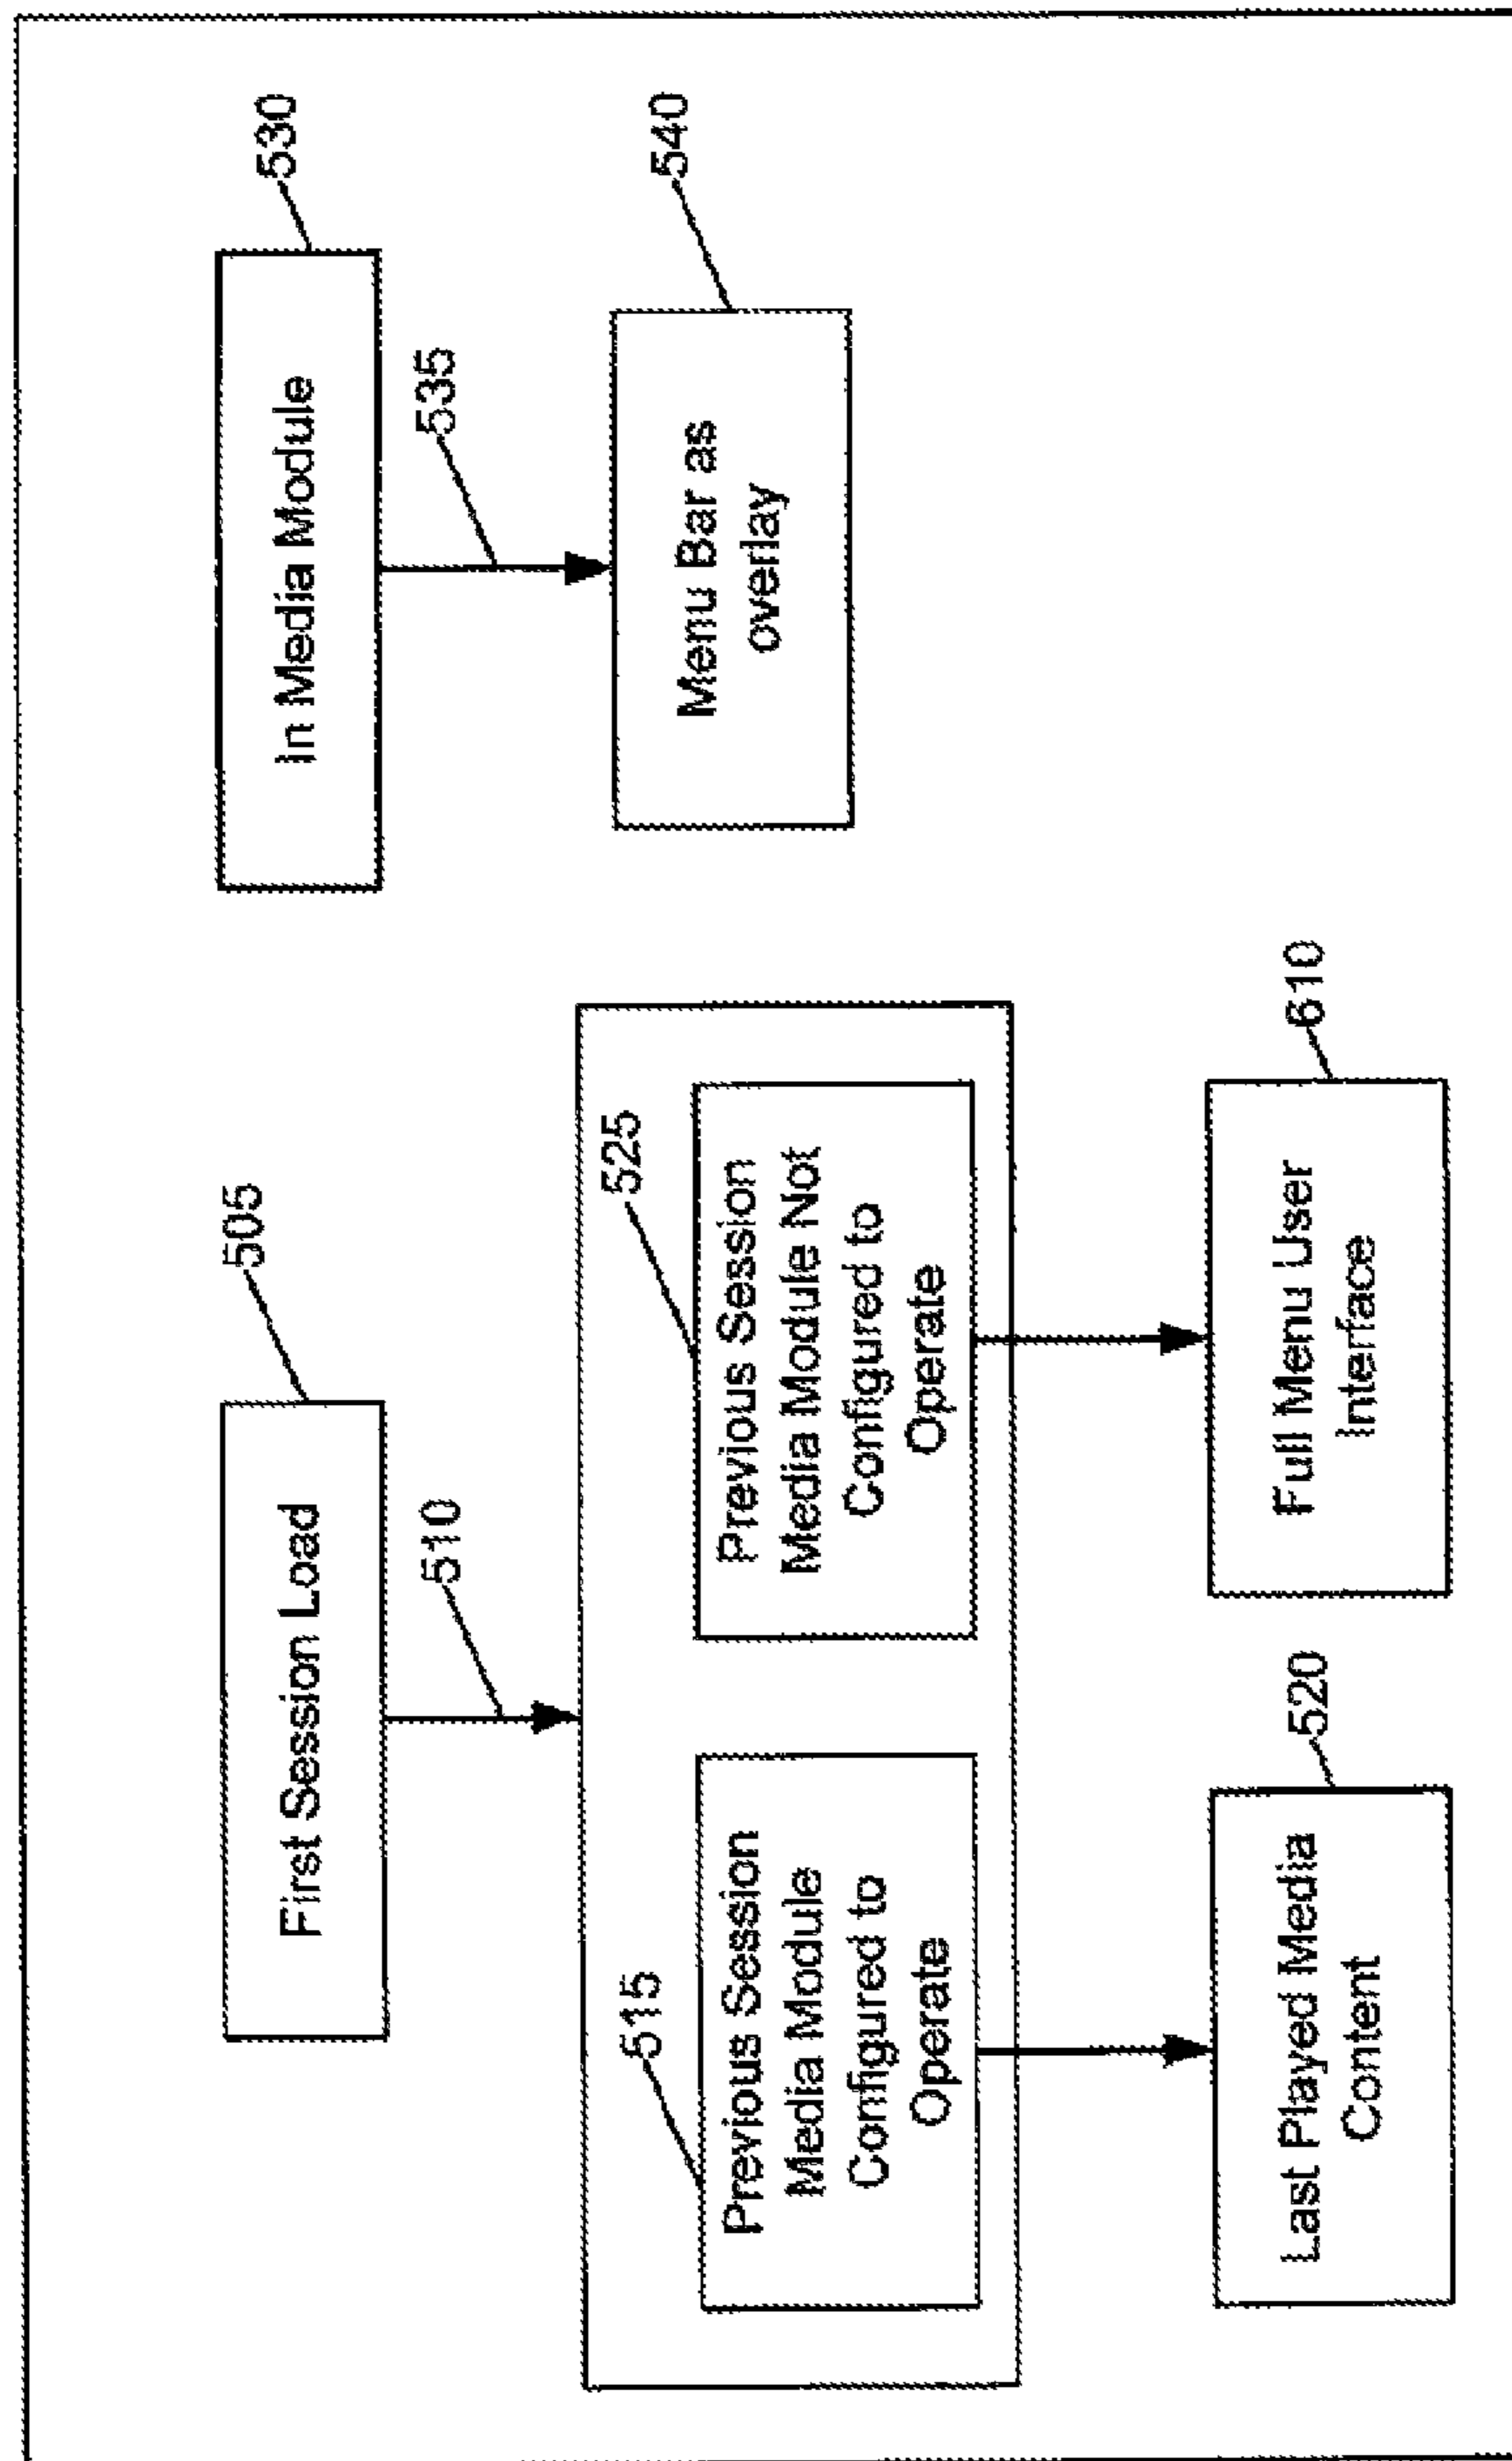 First Session Load
505
510
515
Previous Session
Media Module
Configured to
Operate
525
Previous Session
Media Module Not
Configured to
Operate
Last Played Media
Content
520
Full Menu User
Interface
610
In Media Module
530
535
Menu Bar as
overlay
540